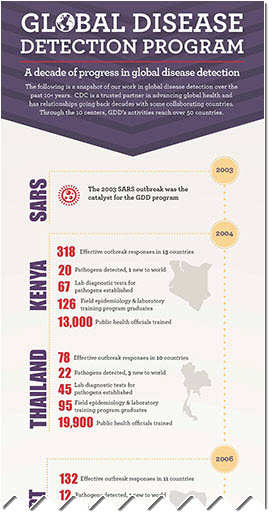 GLOBAL DISEASE
DETECTION PROGRAM
A decade of progress in global disease detection
The following is a snapshot of our work in global disease detection over the
past 10+ years. CDC is a trusted partner in advancing global health and
has relationships going back decades with some collaborating countries.
Through the 10 centers, GDD's activities reach over 50 countries.
2003
SARS
The 2003 SARS outbreak was the
catalyst for the GDD program
2004
KENYA
318 Effective outbreak responses in 13 countries
20 Pathogens detected, 1 new to world
67 Lab diagnostic tests for
pathogens established
126 Field epidemiology & laboratory
training program graduates
13,000 Public health officials trained
THAILAND
78 Effective outbreak responses in 10 countries
22 Pathogens detected, 3 new to world
45 Lab diagnostic tests for
pathogens established
95 Field epidemiology & laboratory
training program graduates
19,900 Public health officials trained
2006
132 Effective outbreak responses in 11 countries
12 Pathogens detected, new to world